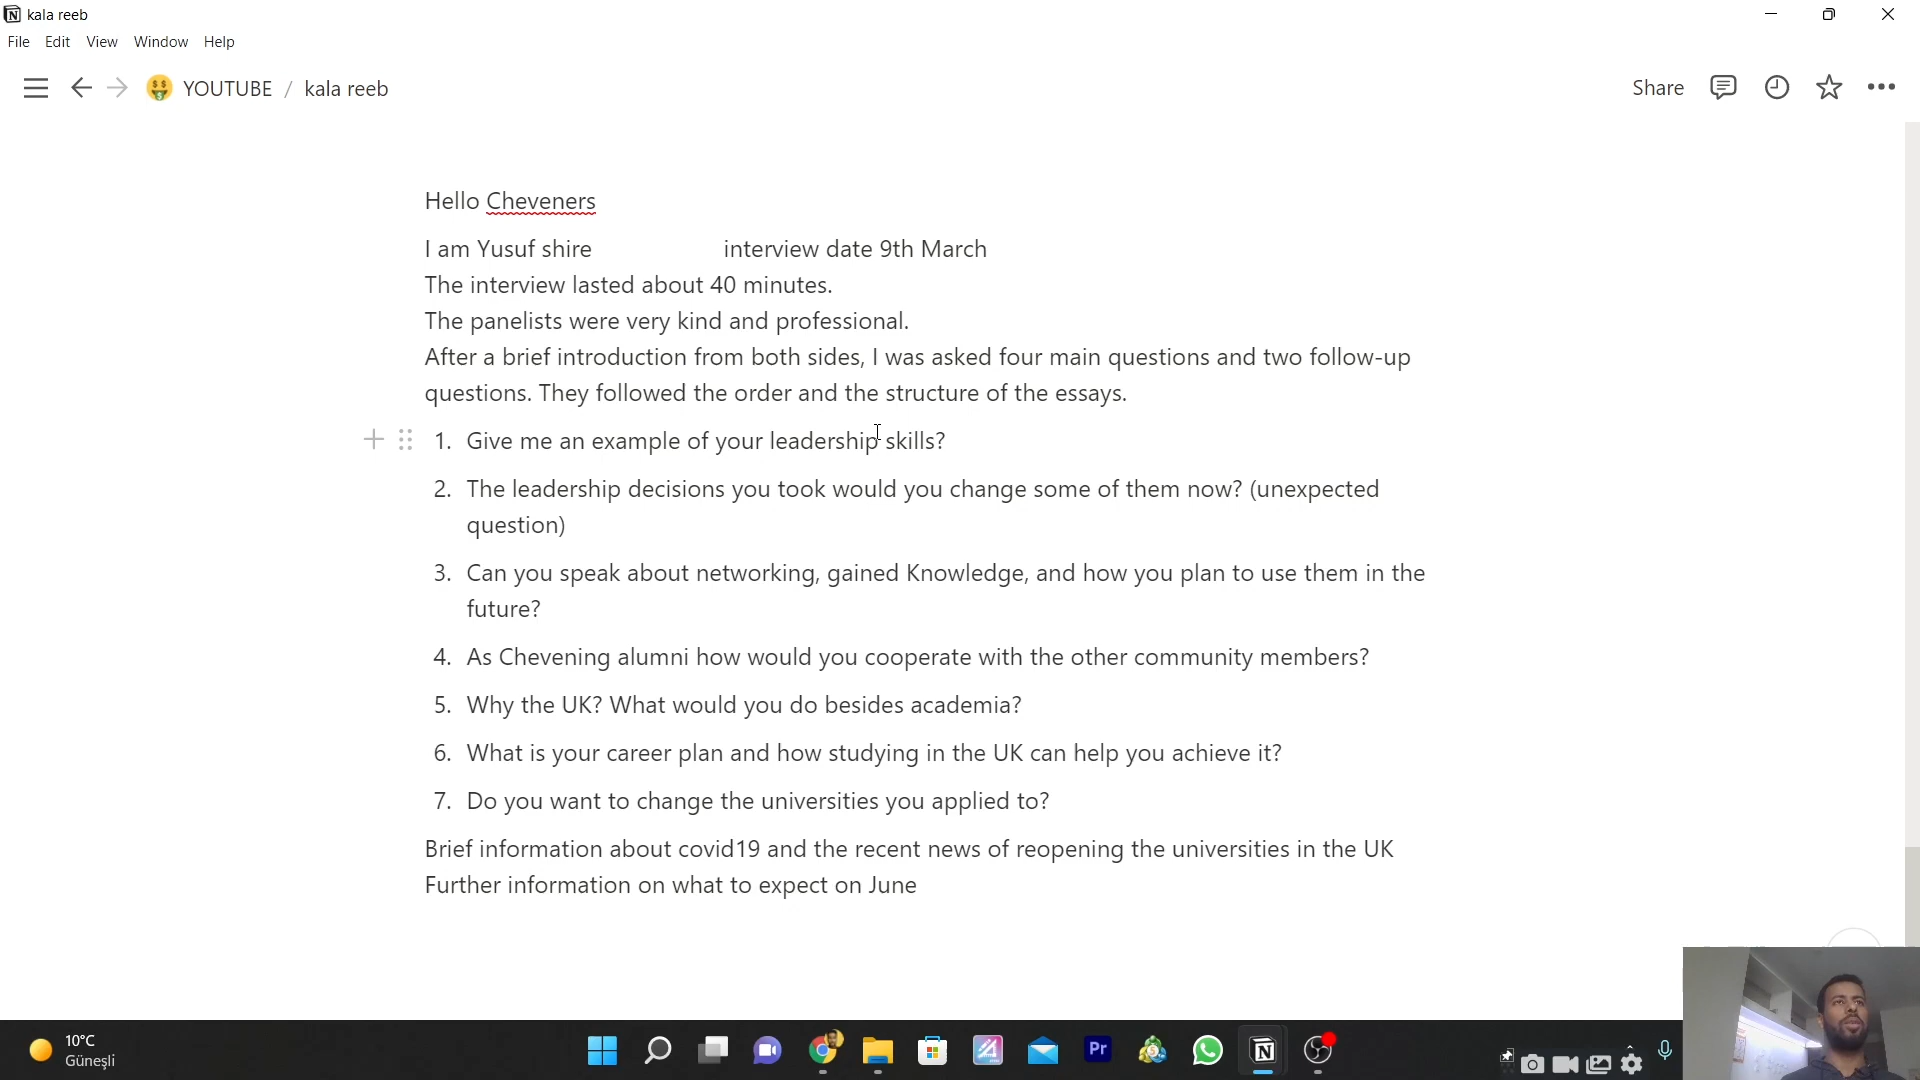 kala reeb
File Edit View Window Help
YOUTUBE / kala reeb
Share
Hello Cheveners
I am Yusuf shire interview date 9th March
The interview lasted about 40 minutes.
The panelists were very kind and professional.
After a brief introduction from both sides, I was asked four main questions and two follow-up
questions. They followed the order and the structure of the essays.
1. Give me an example of your leadership skills?
2. The leadership decisions you took would you change some of them now? (unexpected
question)
3. Can you speak about networking, gained Knowledge, and how you plan to use them in the
future?
4. As Chevening alumni how would you cooperate with the other community members?
5. Why the UK? What would you do besides academia?
6. What is your career plan and how studying in the UK can help you achieve it?
7. Do you want to change the universities you applied to?
Brief information about covid19 and the recent news of reopening the universities in the UK
Further information on what to expect on June
10°C
Güneşli
Pr